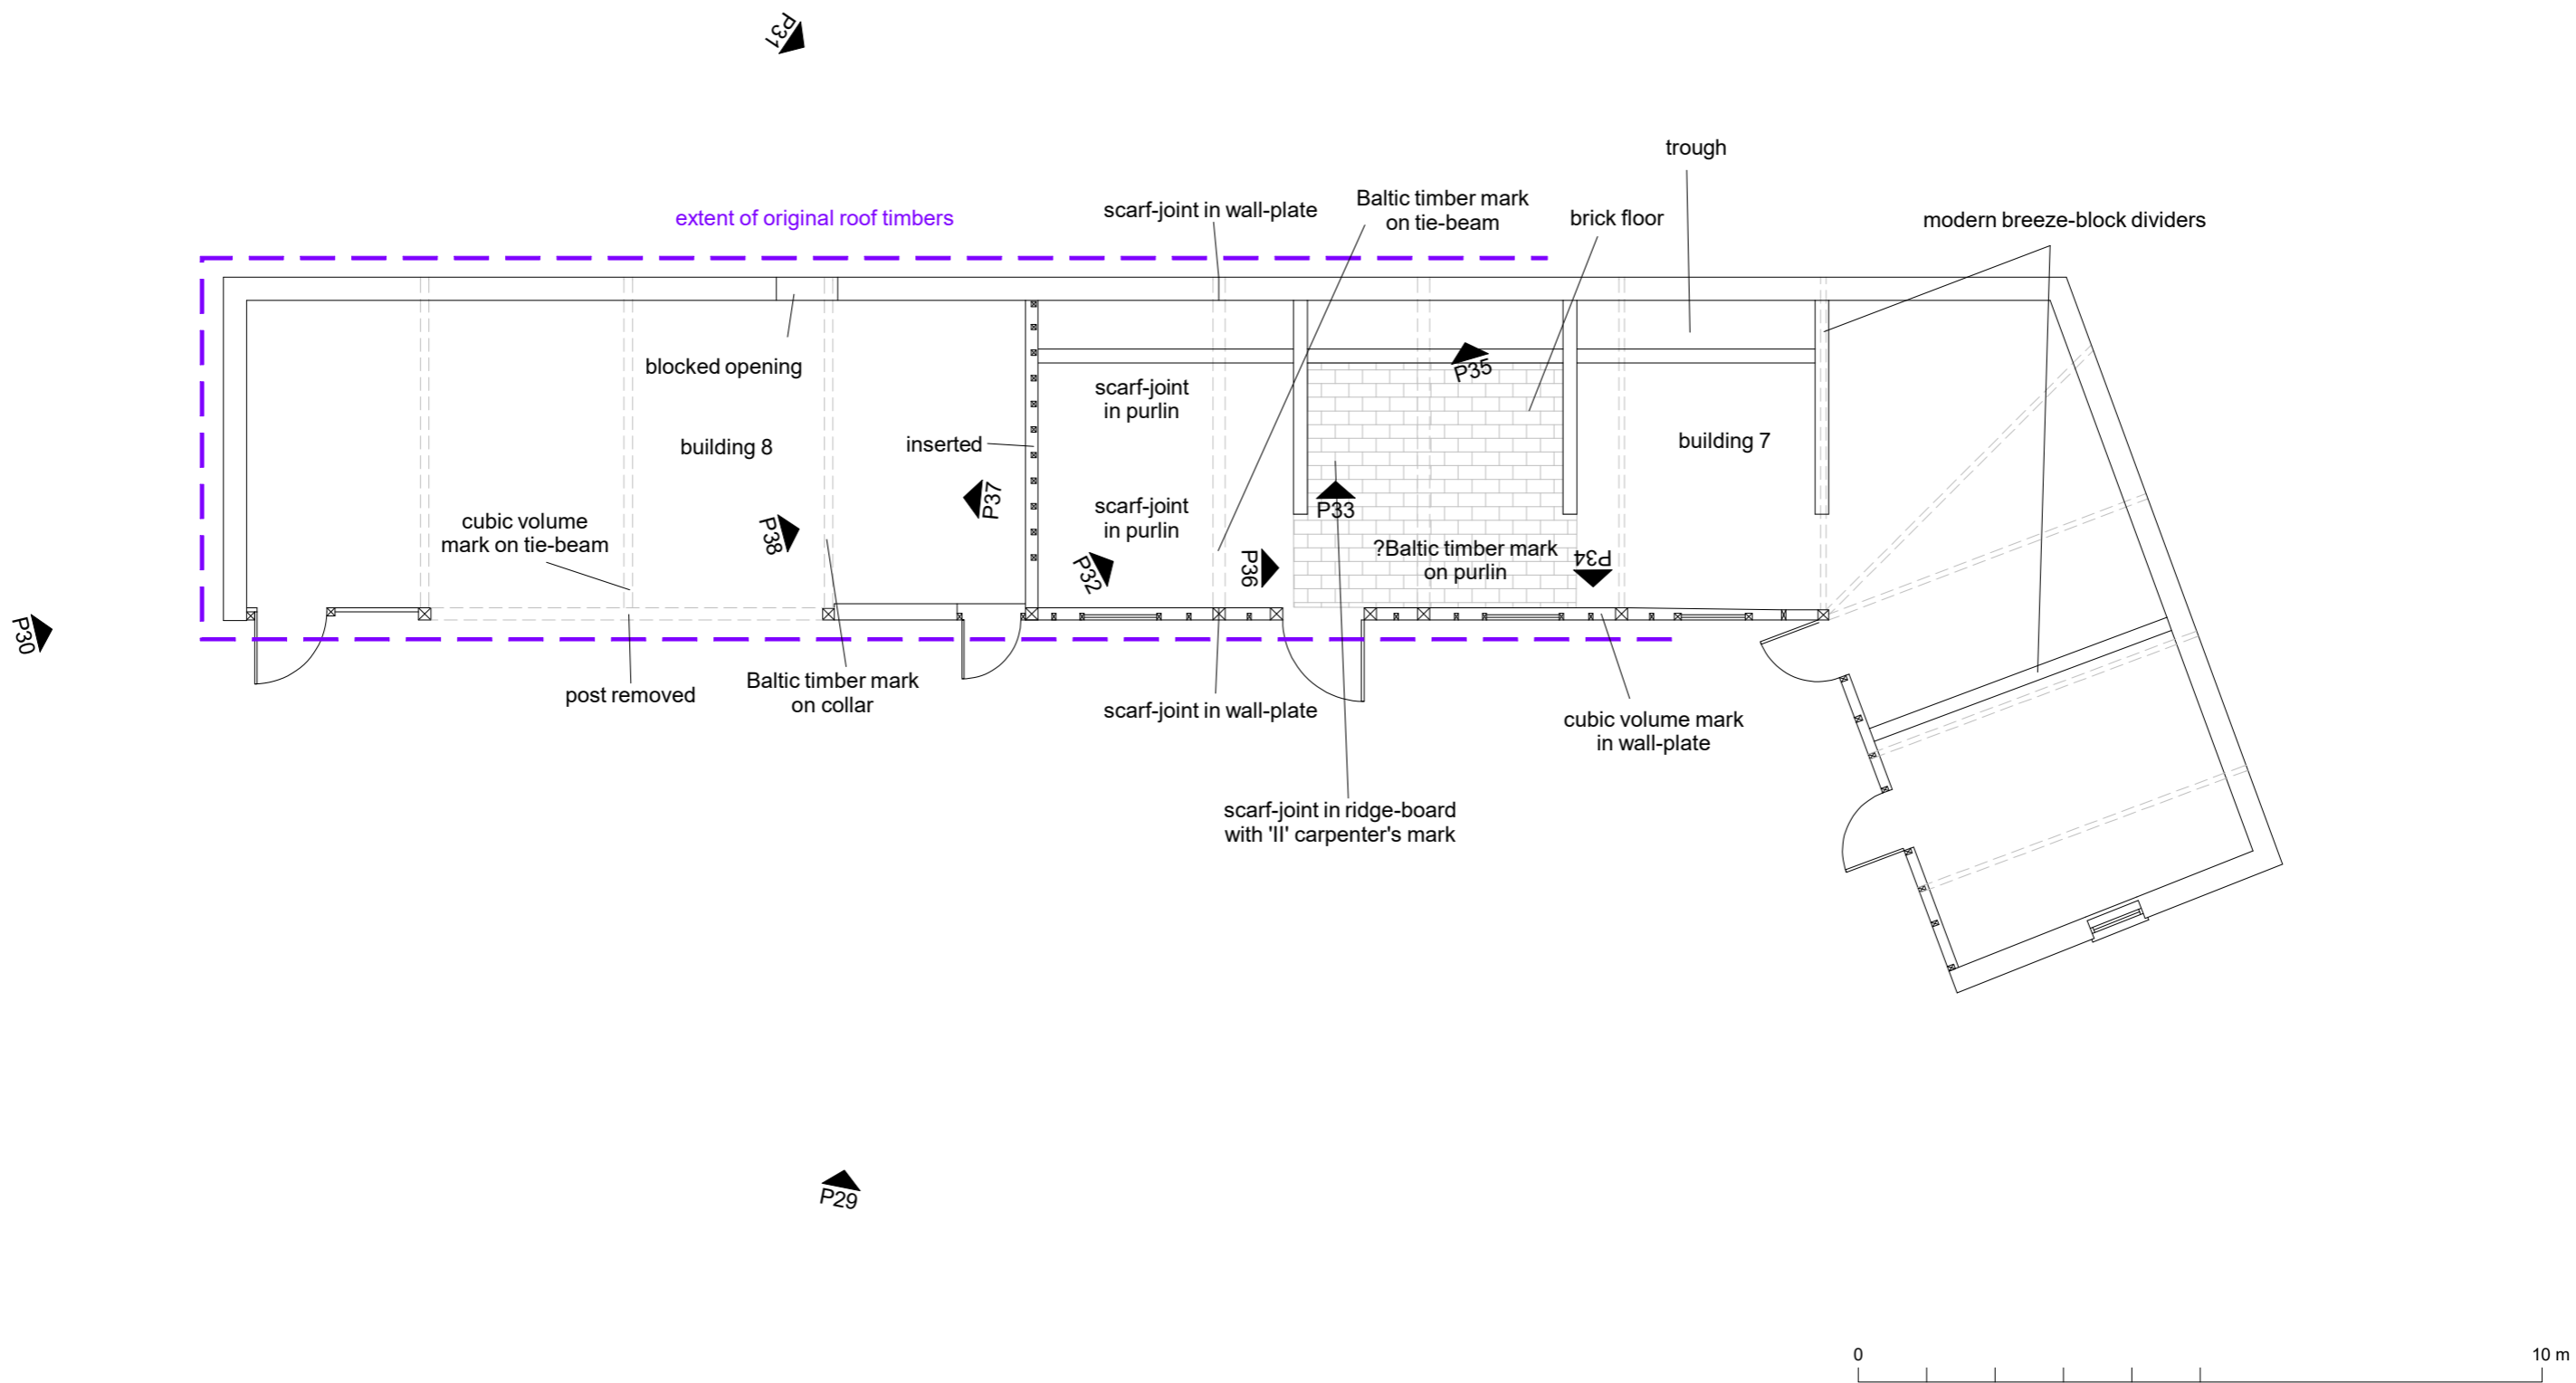 P31
trough
scarf-joint in wall-plate
Baltic timber mark
on tie-beam
extent of original roof timbers
brick floor
modern breeze-block dividers
blocked opening
P35
scarf-joint
in purlin
building 8
inserted
building 7
P37
P33
scarf-joint
in purlin
cubic volume
mark on tie-beam
P38
P32
P36
?Baltic timber mark
on purlin
P34
P30
post removed
Baltic timber mark
on collar
scarf-joint in wall-plate
cubic volume mark
in wall-plate
scarf-joint in ridge-board
with 'II' carpenter's mark
P29
0
10 m